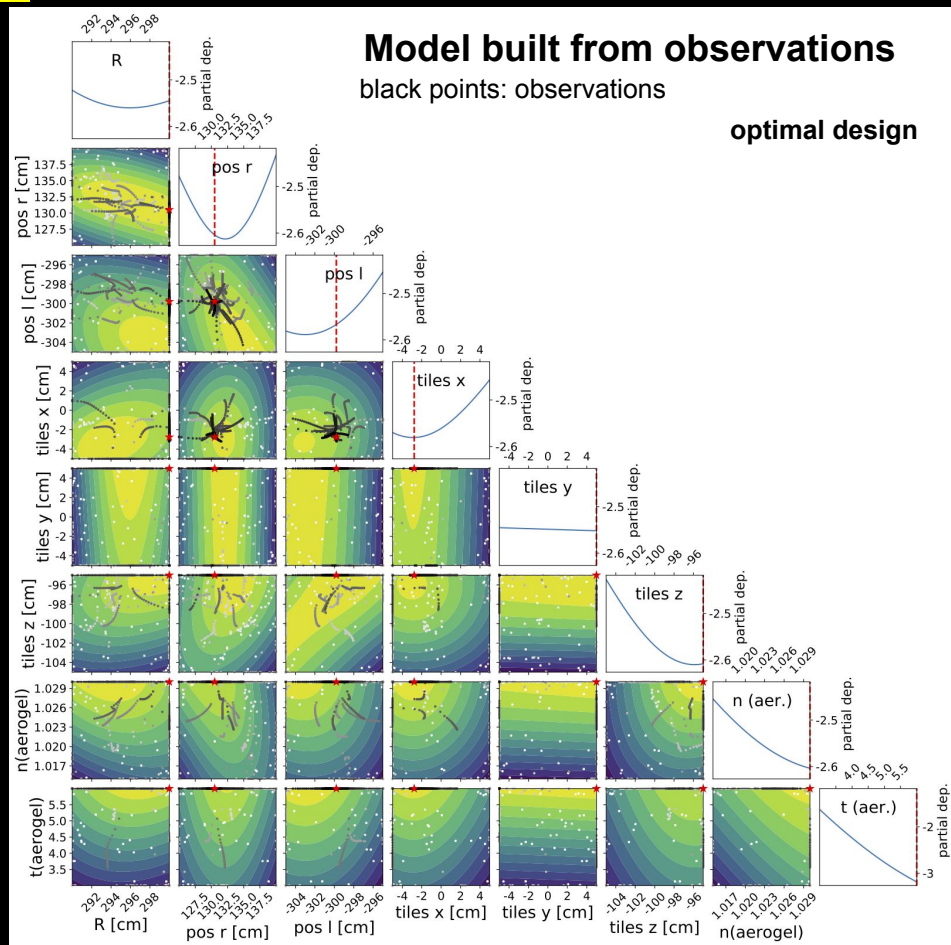 Model built from observations
black points: observations
optimal design
292 294 296 298
R
-2.5
-2.6
partial dep.
130.0 132.5 135.0 137.5
pos r [cm]
137.5
135.0
132.5
130.0
127.5
pos r
-2.5
-2.6
partial dep.
-302 -300 -296
pos l [cm]
-296
-298
-300
-302
-304
pos l
-2.5
-2.6
partial dep.
-4 -2 0 2 4
tiles x [cm]
4
2
0
-2
-4
tiles x
-2.5
-2.6
partial dep.
-4 -2 0 2 4
tiles y [cm]
4
2
0
-2
-4
tiles y
-2.5
-2.6
partial dep.
-102 -100 -98 -96
tiles z [cm]
-96
-98
-100
-102
-104
tiles z
-2.5
-2.6
partial dep.
1.020 1.023 1.026 1.029
n(aerogel)
1.029
1.026
1.023
1.020
1.017
n (aer.)
-2.5
-2.6
partial dep.
4.0 4.5 5.0 5.5
t(aerogel)
5.5
5.0
4.5
4.0
3.5
t (aer.)
-2
-3
partial dep.
292 294 296 298
127.5 130.0 132.5 135.0 137.5
-304 -302 -300 -298 -296
-4 -2 0 2 4
-4 -2 0 2 4
-104 -102 -100 -98 -96
1.017 1.020 1.023 1.026 1.029
R [cm]
pos r [cm]
pos l [cm]
tiles x [cm]
tiles y [cm]
tiles z [cm]
n(aerogel)